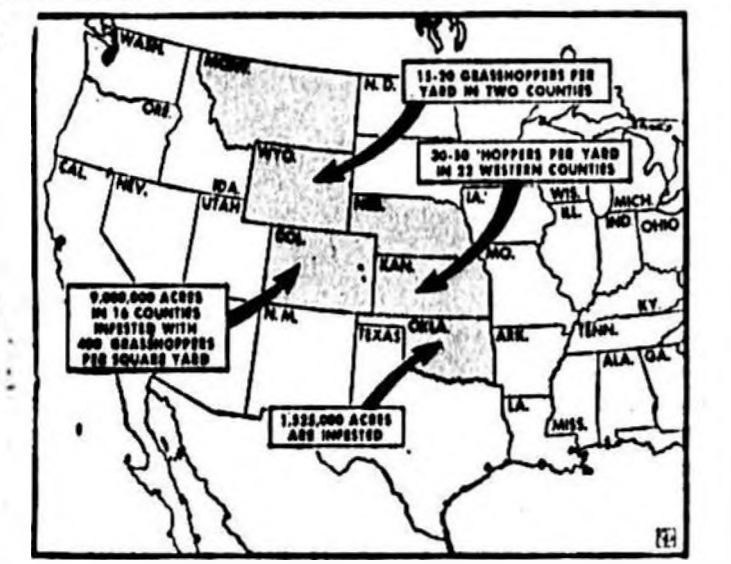 WASH.
MONT.
N. D.
15-20 GRASSHOPPERS PER
YARD IN TWO COUNTIES
ORE.
WYO.
30-50 'HOPPERS PER YARD
IN 22 WESTERN COUNTIES
CAL.
NEV.
IDA.
UTAH
NEB.
IA.
WIS.
MICH.
ILL.
IND
OHIO
COL.
KAN.
MO.
9,000,000 ACRES
IN 16 COUNTIES
INFESTED WITH
400 GRASSHOPPERS
PER SQUARE YARD
N. M.
TEXAS
OKLA.
ARK.
KY.
TENN.
ALA.
GA.
LA.
MISS.
1,525,000 ACRES
ARE INFESTED